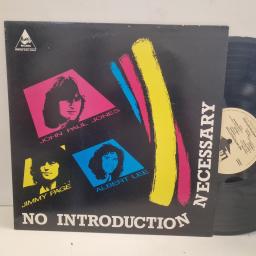 JOHN PAUL JONES
JIMMY PAGE
ALBERT LEE
NO INTRODUCTION
NECESSARY